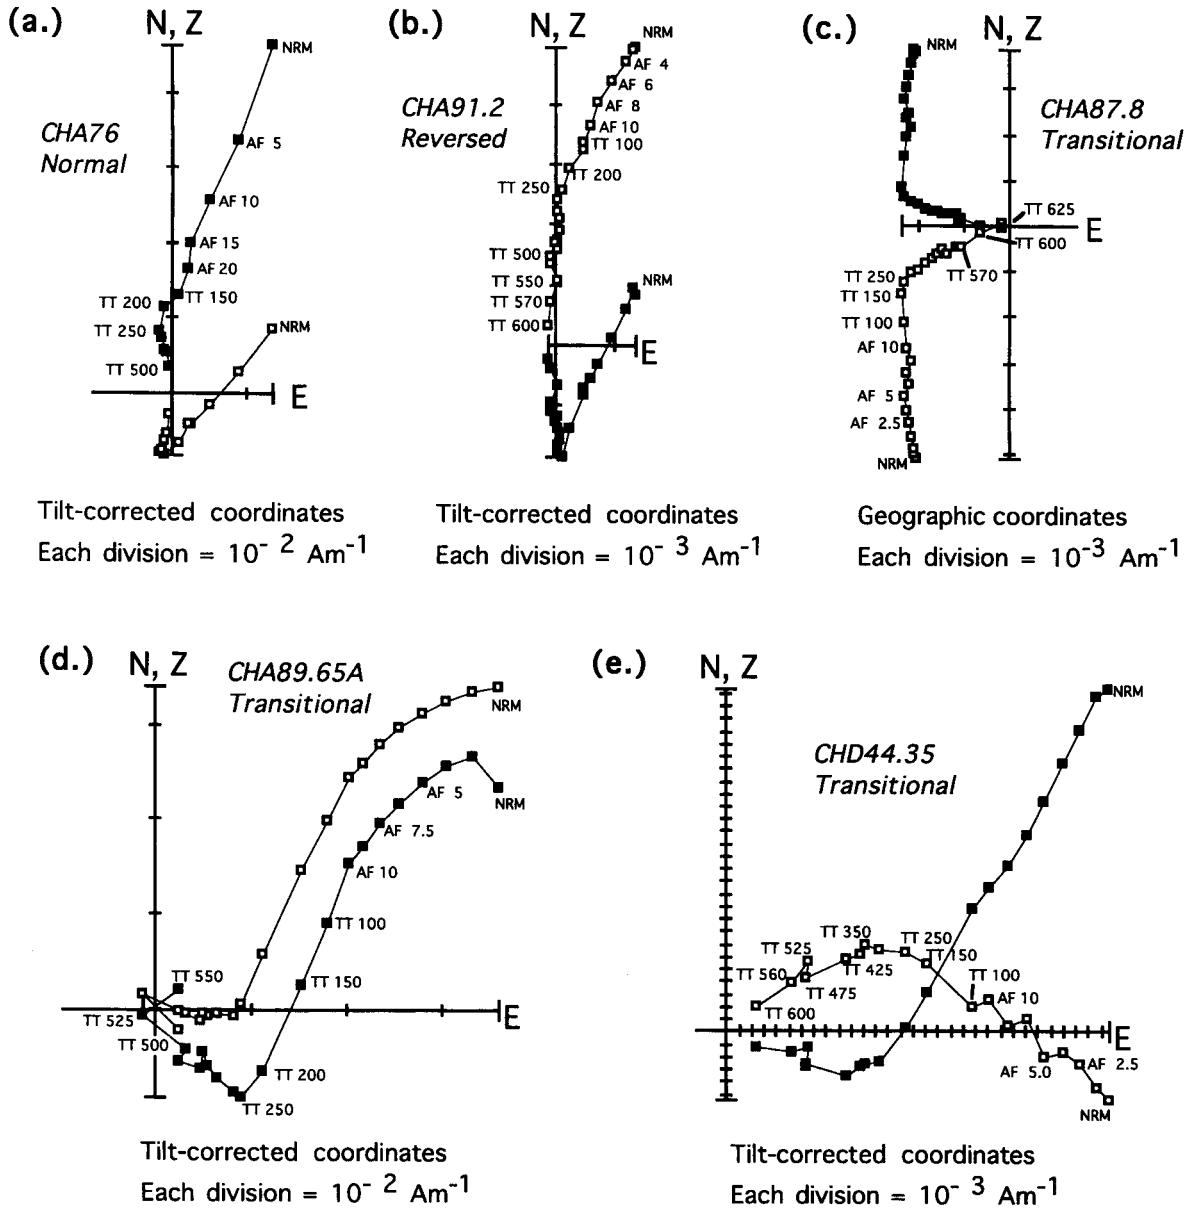 (a.)
N, Z
NRM
CHA76
Normal
AF 5
AF 10
AF 15
AF 20
TT 200
TT 150
TT 250
NRM
TT 500
E
Tilt-corrected coordinates
Each division = 10- 2 Am-1
(b.)
N, Z
NRM
AF 4
CHA91.2
Reversed
AF 6
AF 8
AF 10
TT 100
TT 200
TT 250
TT 500
TT 550
NRM
TT 570
TT 600
E
Tilt-corrected coordinates
Each division = 10- 3 Am-1
(c.)
N, Z
NRM
CHA87.8
Transitional
TT 625
E
TT 600
TT 570
TT 250
TT 150
TT 100
AF 10
AF 5
AF 2.5
NRM
Geographic coordinates
Each division = 10-3 Am-1
(d.)
N, Z
CHA89.65A
Transitional
NRM
AF 5
NRM
AF 7.5
AF 10
TT 100
TT 150
TT 550
E
TT 525
TT 500
TT 200
TT 250
Tilt-corrected coordinates
Each division = 10- 2 Am-1
(e.)
N, Z
NRM
CHD44.35
Transitional
TT 350
TT 250
TT 525
TT 150
TT 425
TT 560
TT 475
TT 100
AF 10
TT 600
E
AF 5.0
AF 2.5
NRM
Tilt-corrected coordinates
Each division = 10- 3 Am-1